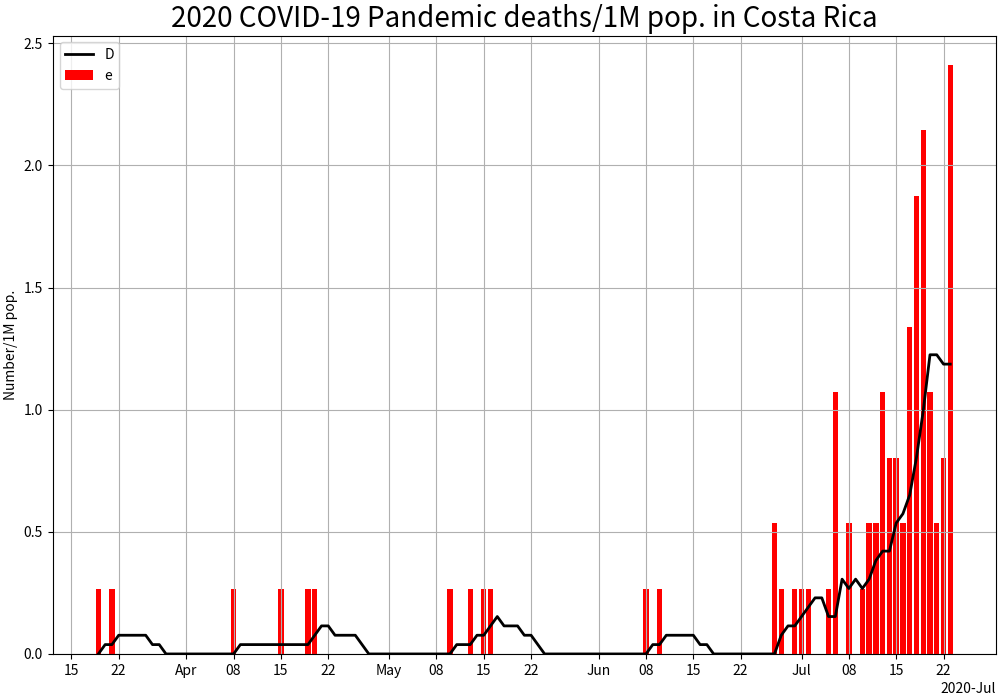 2020 COVID-19 Pandemic deaths/1M pop. in Costa Rica
D
e
Number/1M pop.
2.5
2.0
1.5
1.0
0.5
0.0
15 22 Apr 08 15 22 May 08 15 22 Jun 08 15 22 Jul 08 15 22
2020-Jul